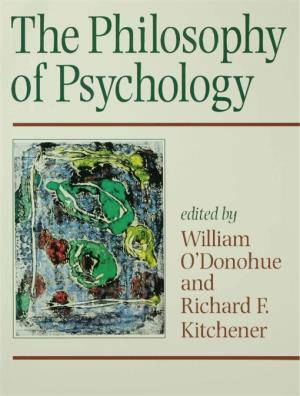 The Philosophy
of Psychology
edited by
William
O'Donohue
and
Richard F.
Kitchener